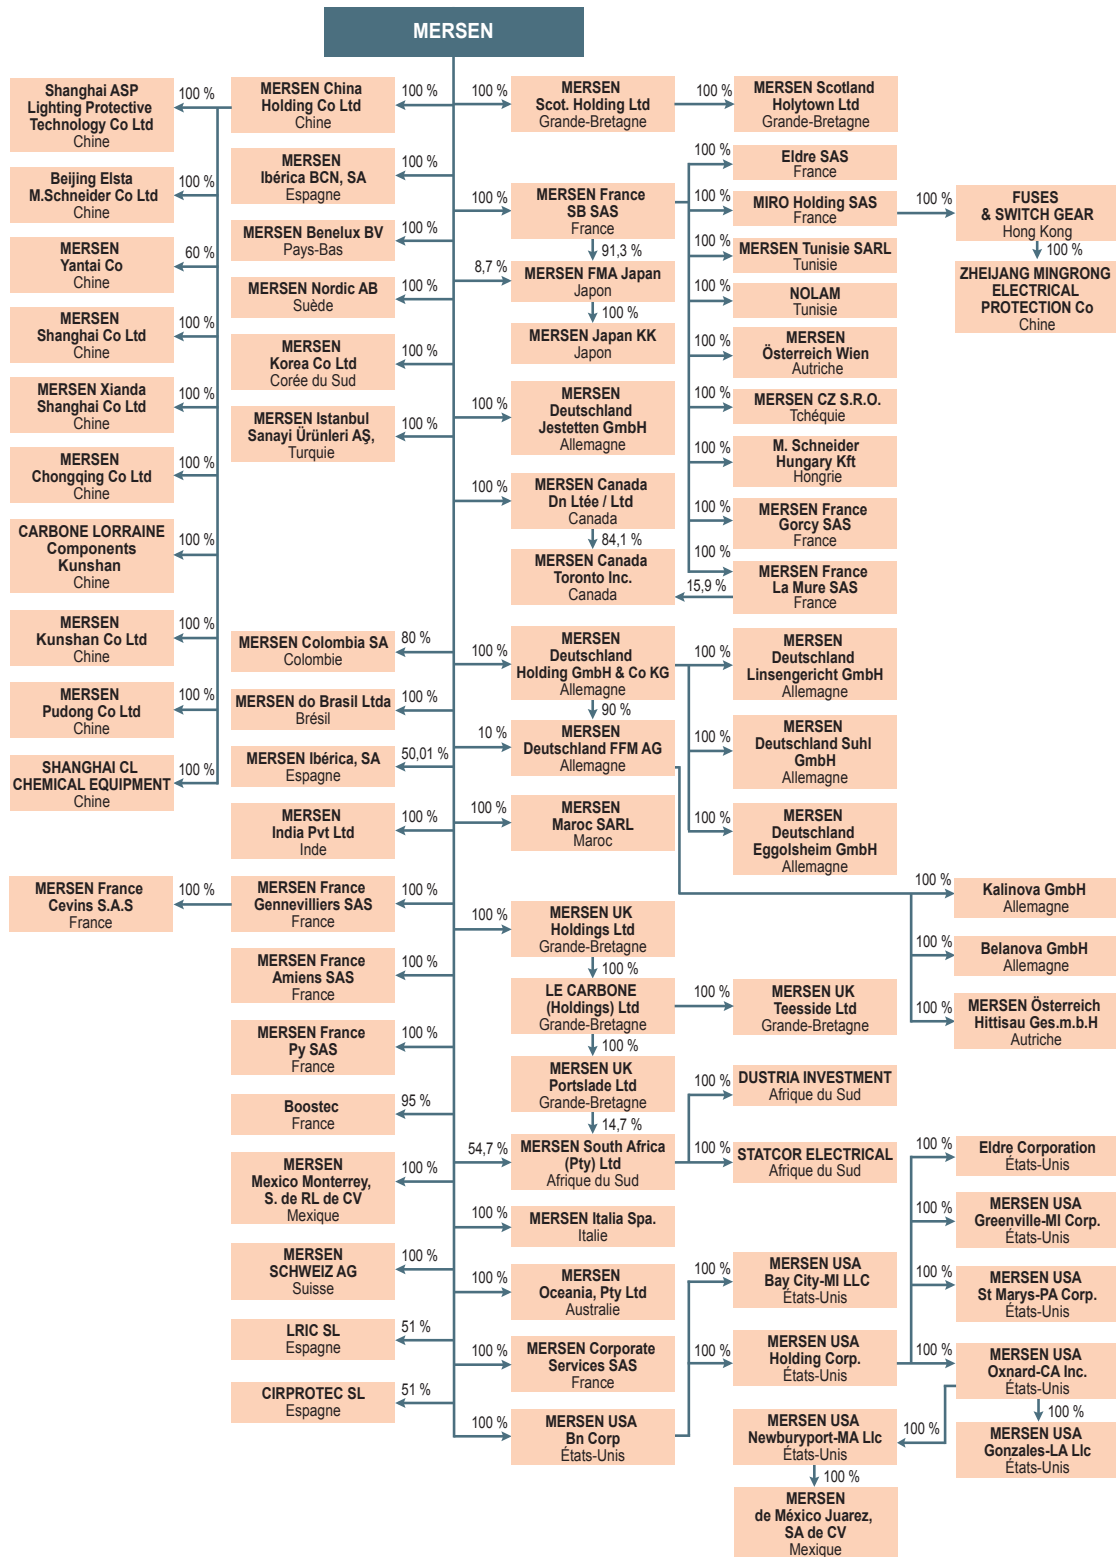 MERSEN
Shanghai ASP
Lighting Protective
Technology Co Ltd
Chine
100 %
Beijing Elsta
M.Schneider Co Ltd
Chine
100 %
MERSEN
Yantai Co
Chine
60 %
MERSEN
Shanghai Co Ltd
Chine
100 %
MERSEN Xianda
Shanghai Co Ltd
Chine
100 %
MERSEN
Chongqing Co Ltd
Chine
100 %
CARBONE LORRAINE
Components
Kunshan
Chine
100 %
MERSEN
Kunshan Co Ltd
Chine
100 %
MERSEN
Pudong Co Ltd
Chine
100 %
SHANGHAI CL
CHEMICAL EQUIPMENT
Chine
100 %
MERSEN France
Cevins S.A.S
France
100 %
MERSEN China
Holding Co Ltd
Chine
100 %
MERSEN
Ibérica BCN, SA
Espagne
100 %
MERSEN Benelux BV
Pays-Bas
100 %
MERSEN Nordic AB
Suède
100 %
MERSEN
Korea Co Ltd
Corée du Sud
100 %
MERSEN Istanbul
Sanayi Ürünleri AŞ,
Turquie
100 %
MERSEN Colombia SA
Colombie
80 %
MERSEN do Brasil Ltda
Brésil
100 %
MERSEN Ibérica, SA
Espagne
50,01 %
MERSEN
India Pvt Ltd
Inde
100 %
MERSEN France
Gennevilliers SAS
France
100 %
MERSEN France
Amiens SAS
France
100 %
MERSEN France
Py SAS
France
100 %
Boostec
France
95 %
MERSEN
Mexico Monterrey,
S. de RL de CV
Mexique
100 %
MERSEN
SCHWEIZ AG
Suisse
100 %
LRIC SL
Espagne
51 %
CIRPROTEC SL
Espagne
51 %
100 %
MERSEN
Scot. Holding Ltd
Grande-Bretagne
100 %
MERSEN France
SB SAS
France
91,3 %
8,7 %
MERSEN FMA Japan
Japon
100 %
MERSEN Japan KK
Japon
100 %
MERSEN
Deutschland
Jestetten GmbH
Allemagne
100 %
MERSEN Canada
Dn Ltée / Ltd
Canada
84,1 %
MERSEN Canada
Toronto Inc.
Canada
15,9 %
100 %
MERSEN
Deutschland
Holding GmbH & Co KG
Allemagne
90 %
10 %
MERSEN
Deutschland FFM AG
Allemagne
100 %
MERSEN
Maroc SARL
Maroc
100 %
MERSEN UK
Holdings Ltd
Grande-Bretagne
100 %
LE CARBONE
(Holdings) Ltd
Grande-Bretagne
100 %
MERSEN UK
Portslade Ltd
Grande-Bretagne
14,7 %
54,7 %
MERSEN South Africa
(Pty) Ltd
Afrique du Sud
100 %
MERSEN Italia Spa.
Italie
100 %
MERSEN
Oceania, Pty Ltd
Australie
100 %
MERSEN Corporate
Services SAS
France
100 %
MERSEN USA
Bn Corp
États-Unis
100 %
MERSEN Scotland
Holytown Ltd
Grande-Bretagne
100 %
Eldre SAS
France
100 %
MIRO Holding SAS
France
100 %
MERSEN Tunisie SARL
Tunisie
100 %
NOLAM
Tunisie
100 %
MERSEN
Österreich Wien
Autriche
100 %
MERSEN CZ S.R.O.
Tchéquie
100 %
M. Schneider
Hungary Kft
Hongrie
100 %
MERSEN France
Gorcy SAS
France
100 %
MERSEN France
La Mure SAS
France
100 %
MERSEN
Deutschland
Linsengericht GmbH
Allemagne
100 %
MERSEN
Deutschland Suhl
GmbH
Allemagne
100 %
MERSEN
Deutschland
Eggolsheim GmbH
Allemagne
100 %
MERSEN UK
Teesside Ltd
Grande-Bretagne
100 %
DUSTRIA INVESTMENT
Afrique du Sud
100 %
STATCOR ELECTRICAL
Afrique du Sud
100 %
MERSEN USA
Bay City-MI LLC
États-Unis
100 %
MERSEN USA
Holding Corp.
États-Unis
100 %
MERSEN USA
Newburyport-MA Llc
États-Unis
100 %
MERSEN
de México Juarez,
SA de CV
Mexique
100 %
FUSES
& SWITCH GEAR
Hong Kong
100 %
ZHEIJANG MINGRONG
ELECTRICAL
PROTECTION Co
Chine
100 %
Kalinova GmbH
Allemagne
100 %
Belanova GmbH
Allemagne
100 %
MERSEN Österreich
Hittisau Ges.m.b.H
Autriche
100 %
Eldre Corporation
États-Unis
100 %
MERSEN USA
Greenville-MI Corp.
États-Unis
100 %
MERSEN USA
St Marys-PA Corp.
États-Unis
100 %
MERSEN USA
Oxnard-CA Inc.
États-Unis
100 %
MERSEN USA
Gonzales-LA Llc
États-Unis